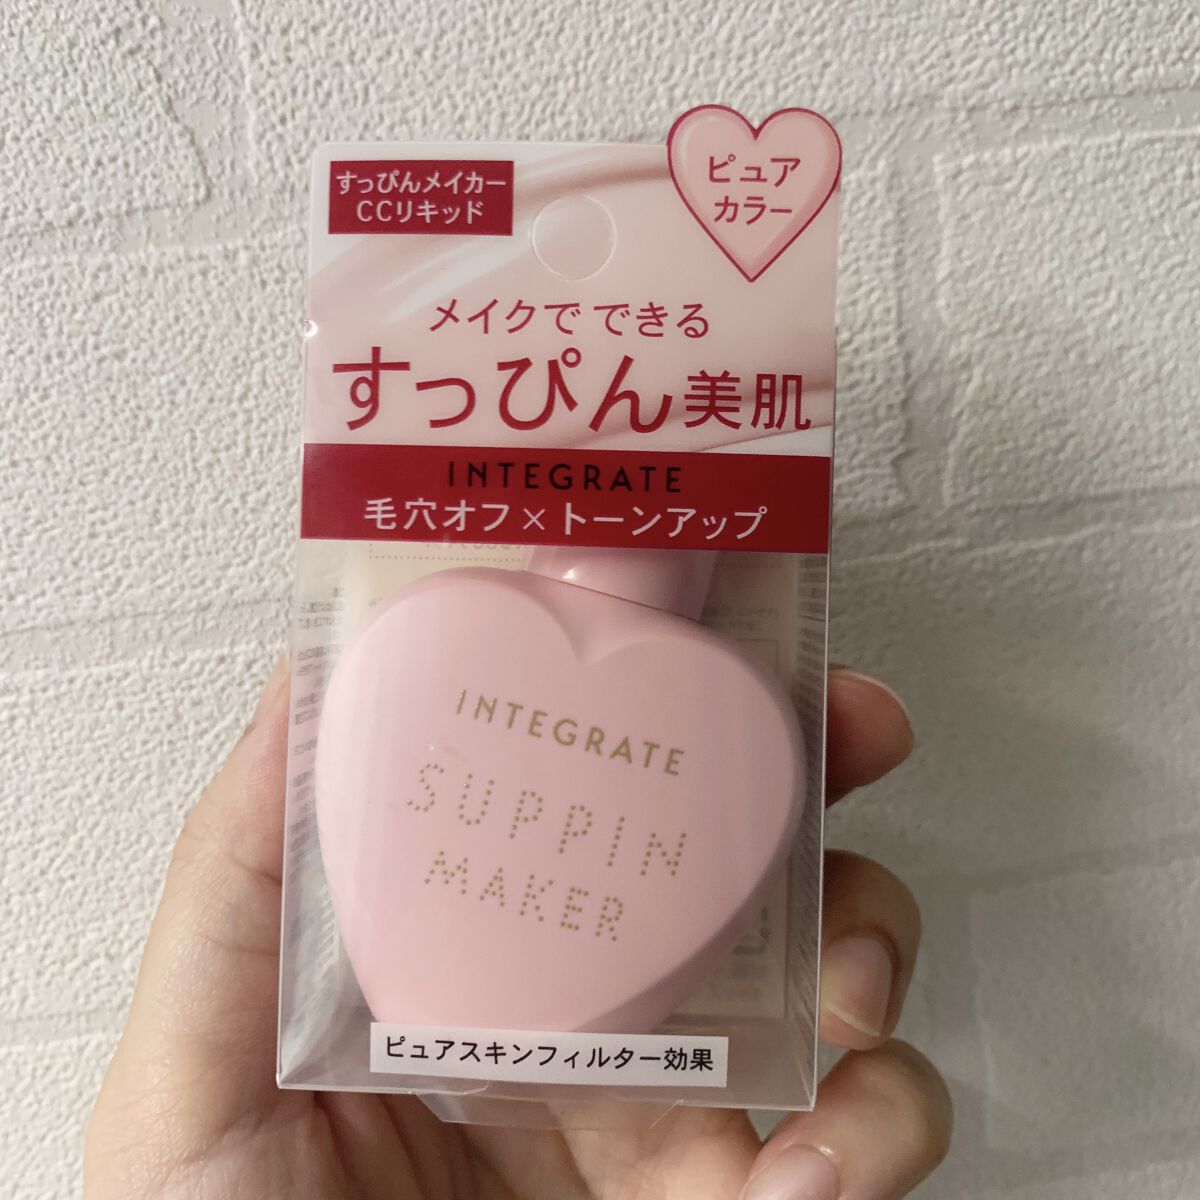 すっぴんメイカー
CCリキッド
ピュア
カラー
メイクで できる
すっぴん美肌
INTEGRATE
毛穴オフ×トーンアップ
INTEGRATE
SUPPIN
MAKER
ピュアスキンフィルター効果